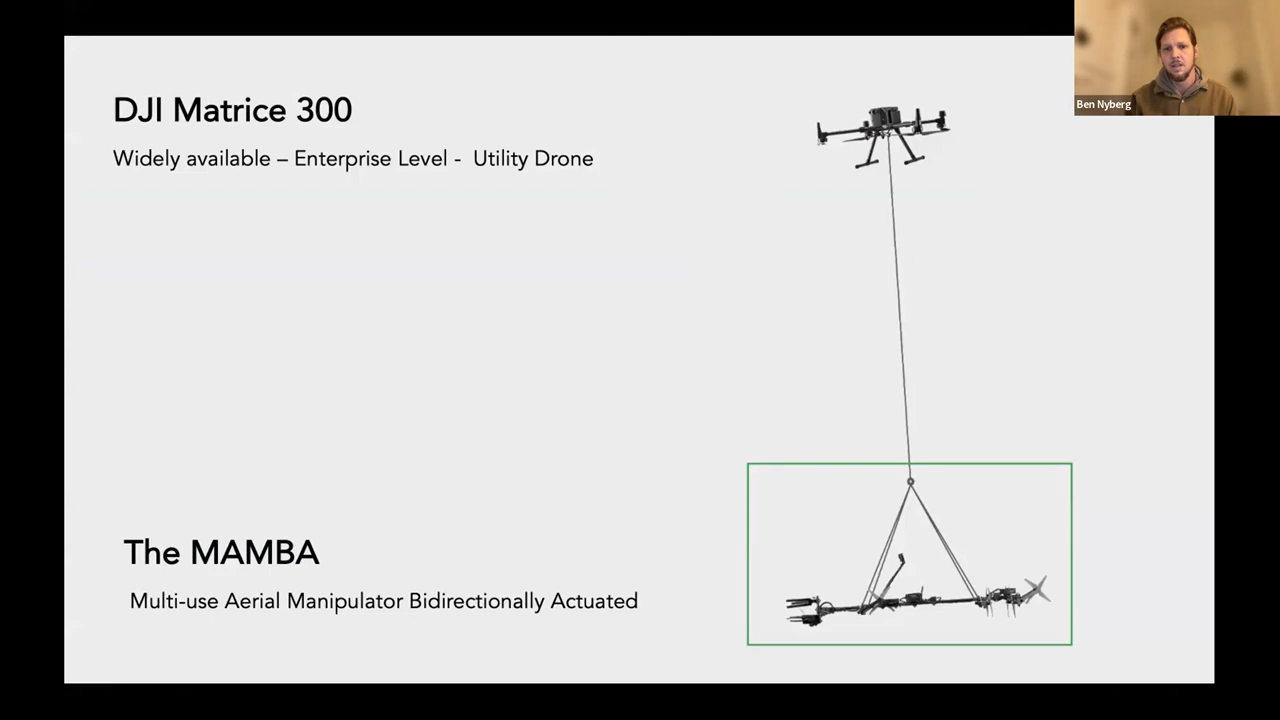 DJI Matrice 300
Widely available – Enterprise Level - Utility Drone
Ben Nyberg
The MAMBA
Multi-use Aerial Manipulator Bidirectionally Actuated